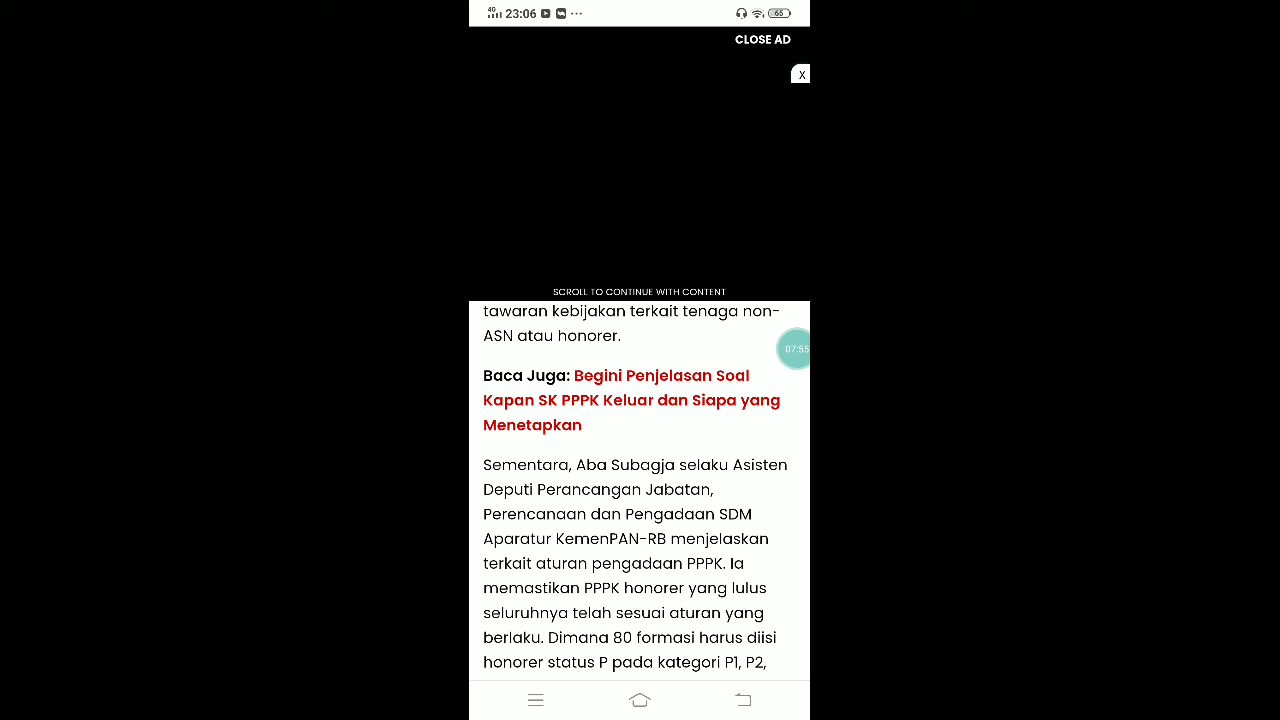 4G 23:06 65
CLOSE AD
X
SCROLL TO CONTINUE WITH CONTENT
tawaran kebijakan terkait tenaga non-
ASN atau honorer.
07:55
Baca Juga: Begini Penjelasan Soal
Kapan SK PPPK Keluar dan Siapa yang
Menetapkan
Sementara, Aba Subagja selaku Asisten
Deputi Perancangan Jabatan,
Perencanaan dan Pengadaan SDM
Aparatur KemenPAN-RB menjelaskan
terkait aturan pengadaan PPPK. Ia
memastikan PPPK honorer yang lulus
seluruhnya telah sesuai aturan yang
berlaku. Dimana 80 formasi harus diisi
honorer status P pada kategori P1, P2,